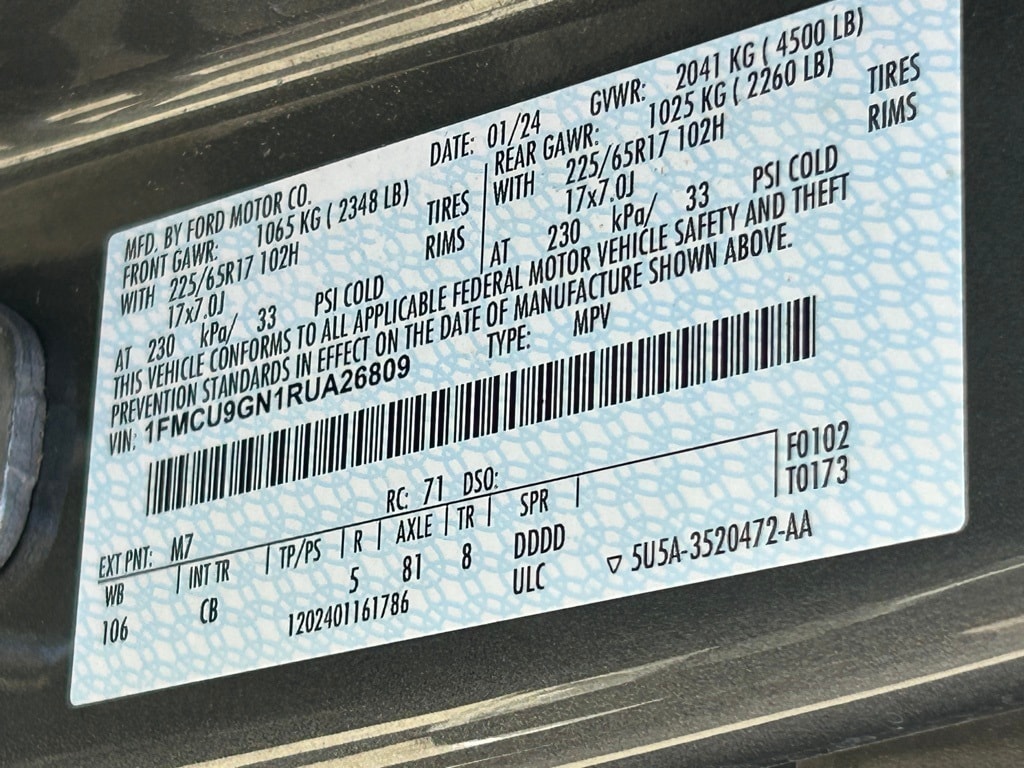 MFD. BY FORD MOTOR CO.
DATE: 01/24
GVWR: 2041 KG ( 4500 LB)
FRONT GAWR: 1065 KG ( 2348 LB)
REAR GAWR: 1025 KG ( 2260 LB)
WITH 225/65R17 102H TIRES
WITH 225/65R17 102H TIRES
17x7.0J RIMS
17x7.0J RIMS
AT 230 kPa/ 33 PSI COLD
AT 230 kPa/ 33 PSI COLD
THIS VEHICLE CONFORMS TO ALL APPLICABLE FEDERAL MOTOR VEHICLE SAFETY AND THEFT
PREVENTION STANDARDS IN EFFECT ON THE DATE OF MANUFACTURE SHOWN ABOVE.
VIN: 1FMCU9GN1RUA26809 TYPE: MPV
EXT PNT: M7 RC: 71 DSO:
F0102
T0173
WB INT TR TP/PS R AXLE TR SPR
106 CB 5 81 8 DDDD
1202401161786 ULC ▽ 5U5A-3520472-AA